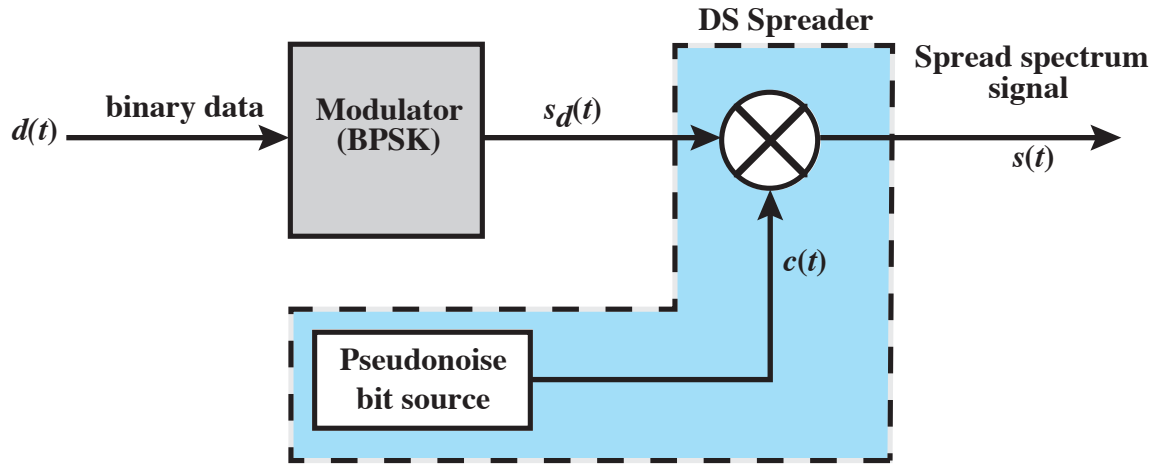 DS Spreader
Spread spectrum
signal
binary data
d(t)
Modulator
(BPSK)
sd(t)
s(t)
c(t)
Pseudonoise
bit source